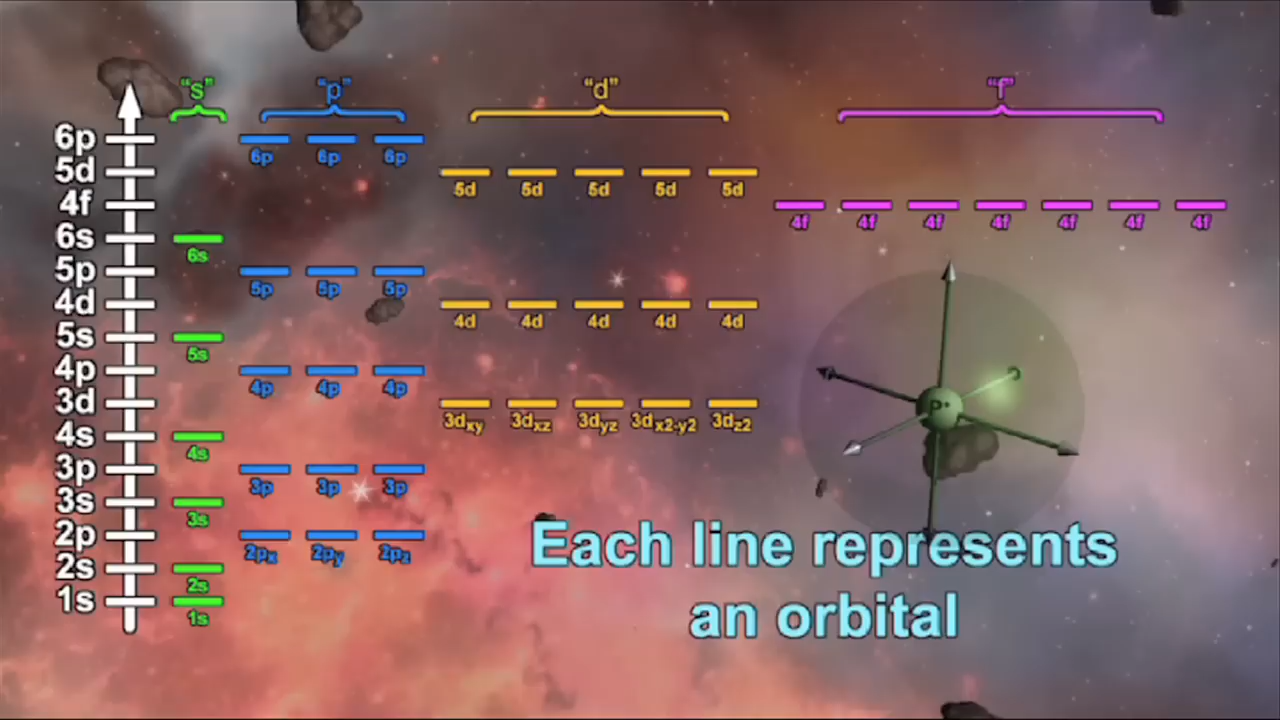 "s" "p" "d" "f"
6p 6p 6p 6p
5d 5d 5d 5d 5d 5d
4f 4f 4f 4f 4f 4f 4f 4f
6s 6s
5p 5p 5p 5p
4d 4d 4d 4d 4d 4d
5s 5s
4p 4p 4p 4p
3d 3dxy 3dxz 3dyz 3dx2-y2 3dz2
4s 4s
3p 3p 3p 3p
3s 3s
2p 2px 2py 2pz
2s 2s
1s 1s
P+
Each line represents
an orbital